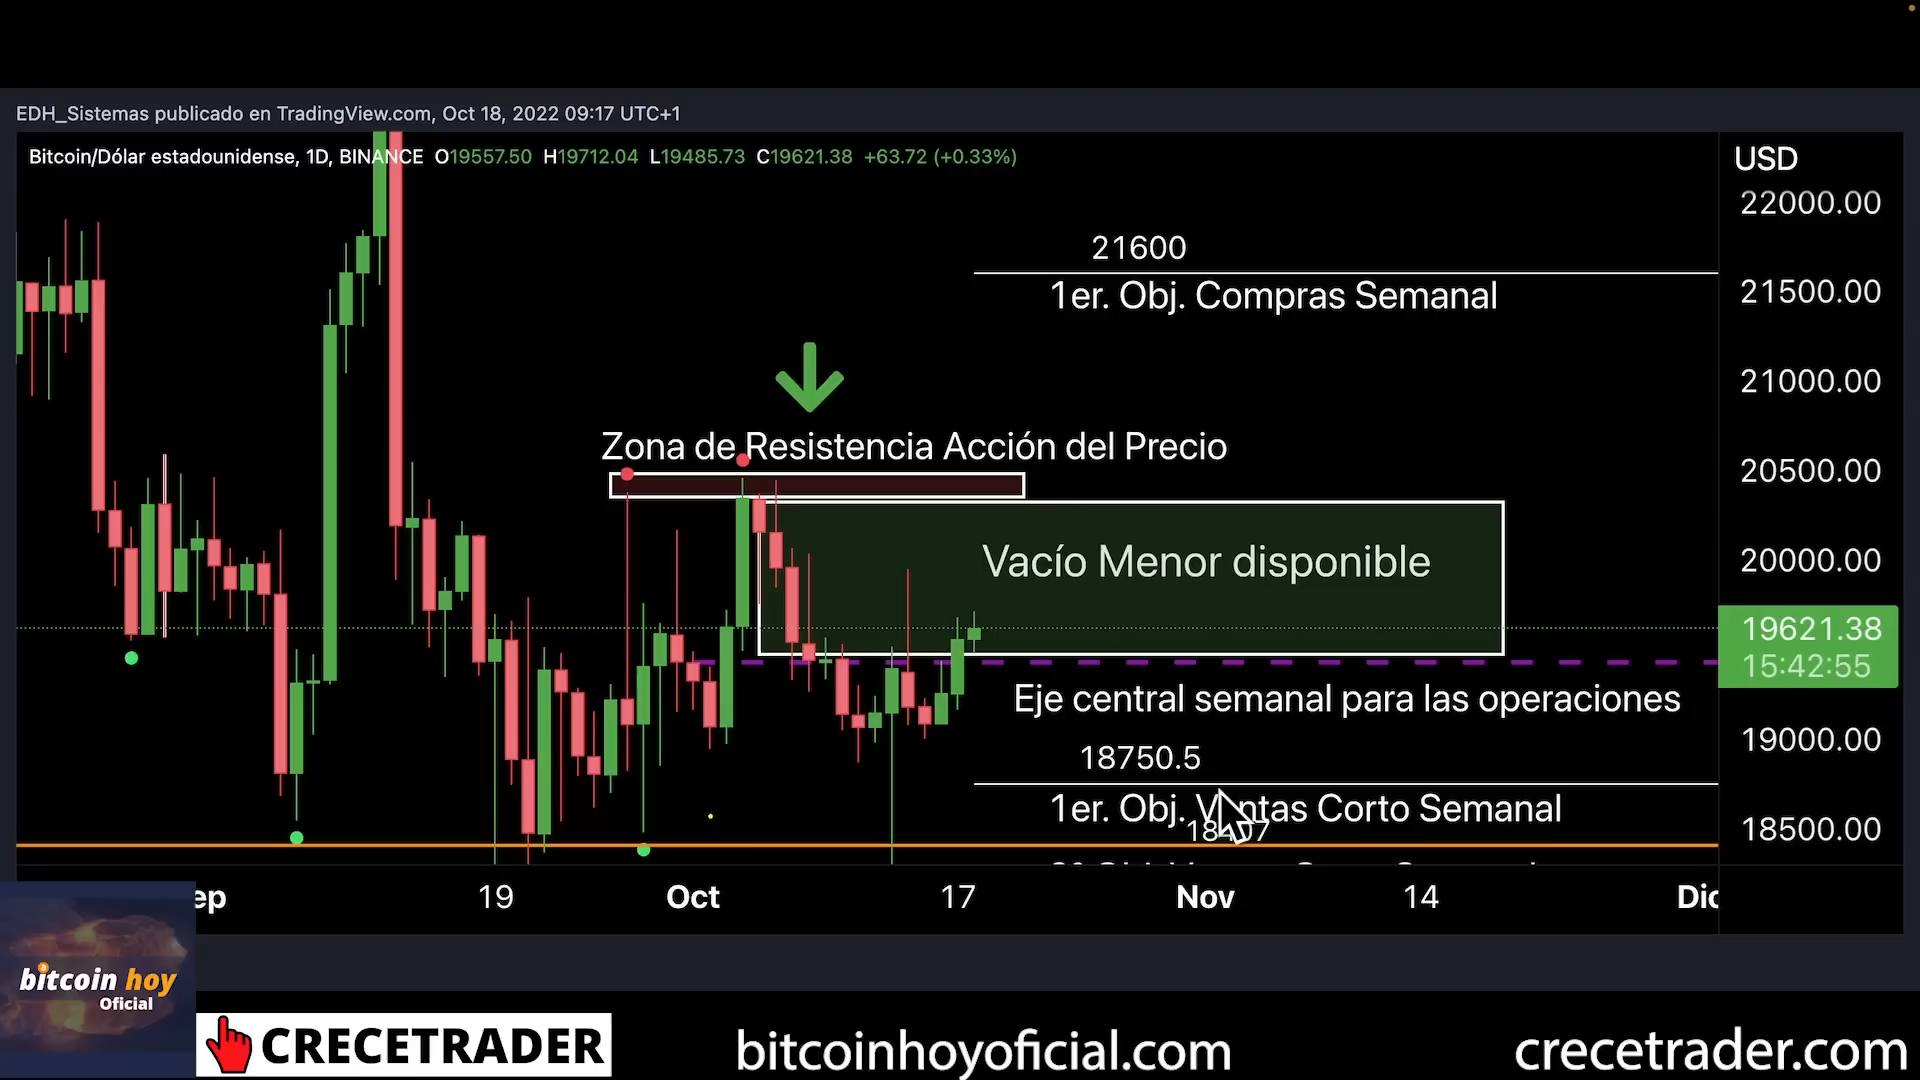 EDH_Sistemas publicado en TradingView.com, Oct 18, 2022 09:17 UTC+1
Bitcoin/Dólar estadounidense, 1D, BINANCE O19557.50 H19712.04 L19485.73 C19621.38 +63.72 (+0.33%)
USD
22000.00
21600
21500.00
1er. Obj. Compras Semanal
21000.00
Zona de Resistencia Acción del Precio
20500.00
Vacío Menor disponible
20000.00
19621.38
15:42:55
Eje central semanal para las operaciones
19000.00
18750.5
1er. Obj. Ventas Corto Semanal
18500.00
19 Oct 17 Nov 14
bitcoin hoy
Oficial
CRECETRADER
bitcoinhoyoficial.com
crecetrader.com